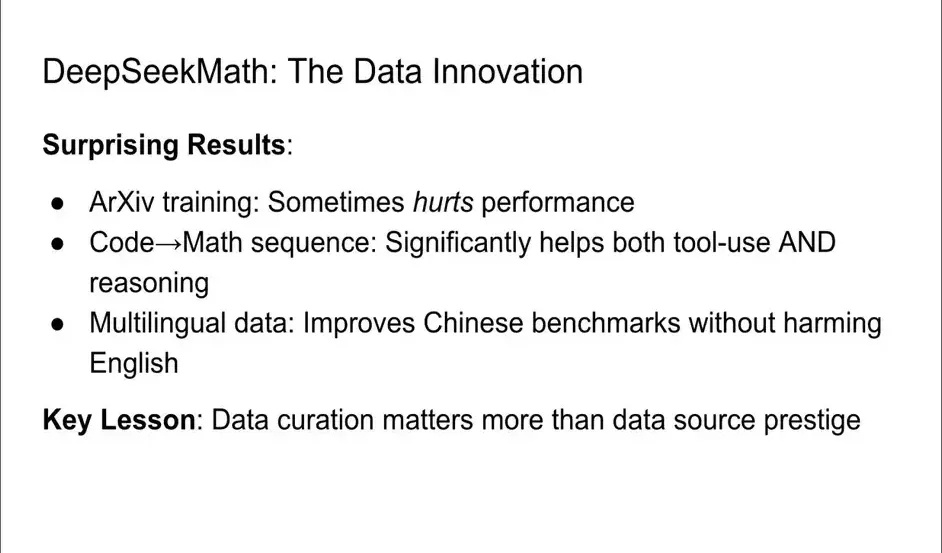 DeepSeekMath: The Data Innovation
Surprising Results:
● ArXiv training: Sometimes hurts performance
● Code→Math sequence: Significantly helps both tool-use AND
reasoning
● Multilingual data: Improves Chinese benchmarks without harming
English
Key Lesson: Data curation matters more than data source prestige